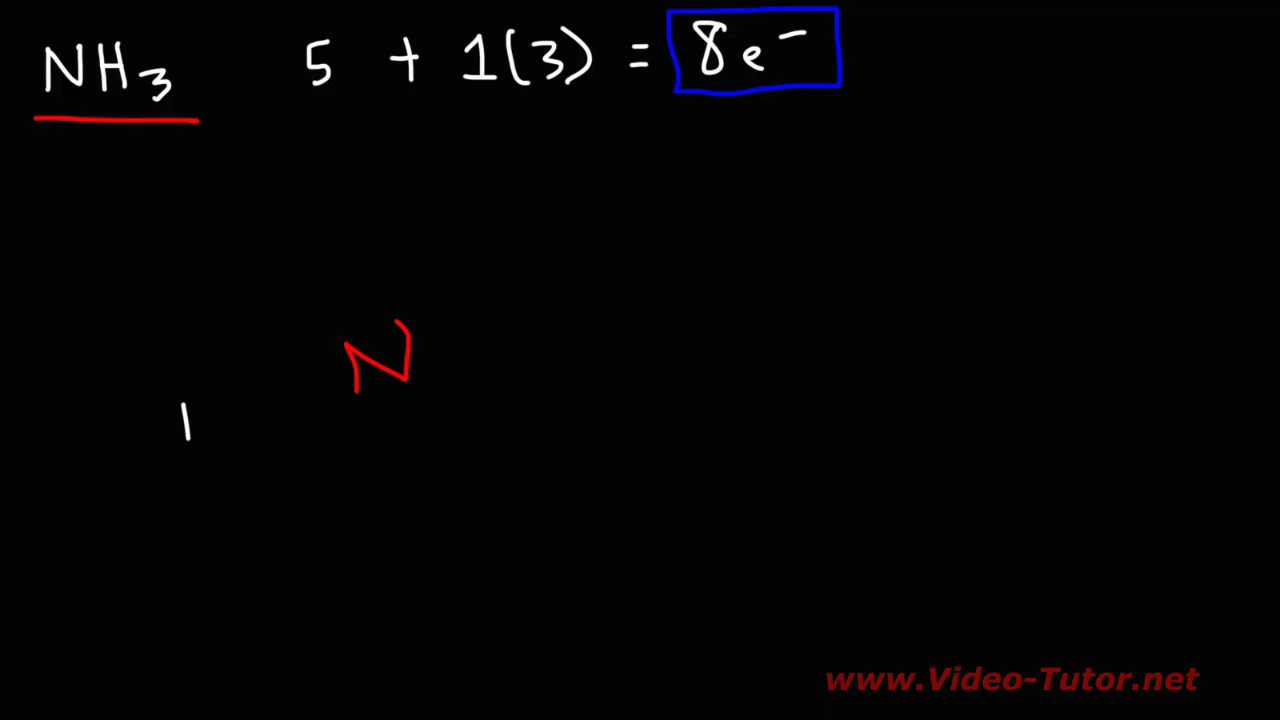 NH₃ 5 + 1(3) = 8e⁻
N
www.Video-Tutor.net